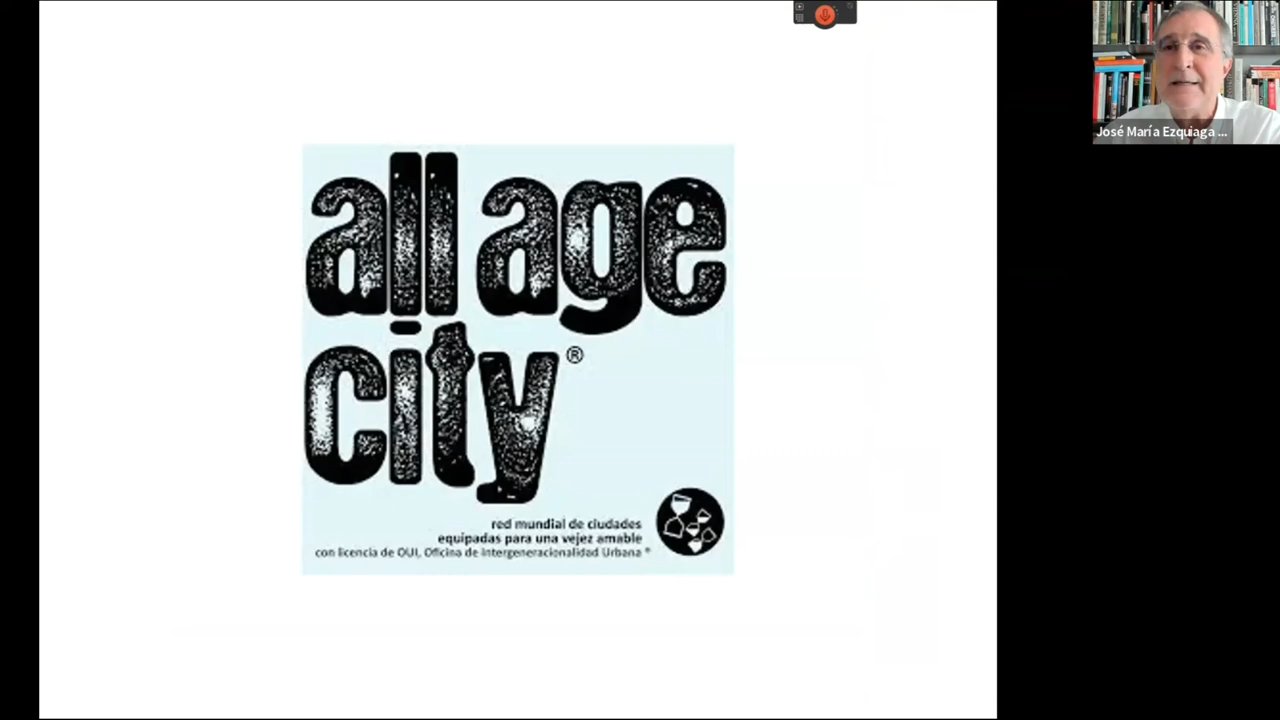 José María Ezquiaga ...
all age
city®
red mundial de ciudades
equipadas para una vejez amable
con licencia de OUI, Oficina de Intergeneracionalidad Urbana ®